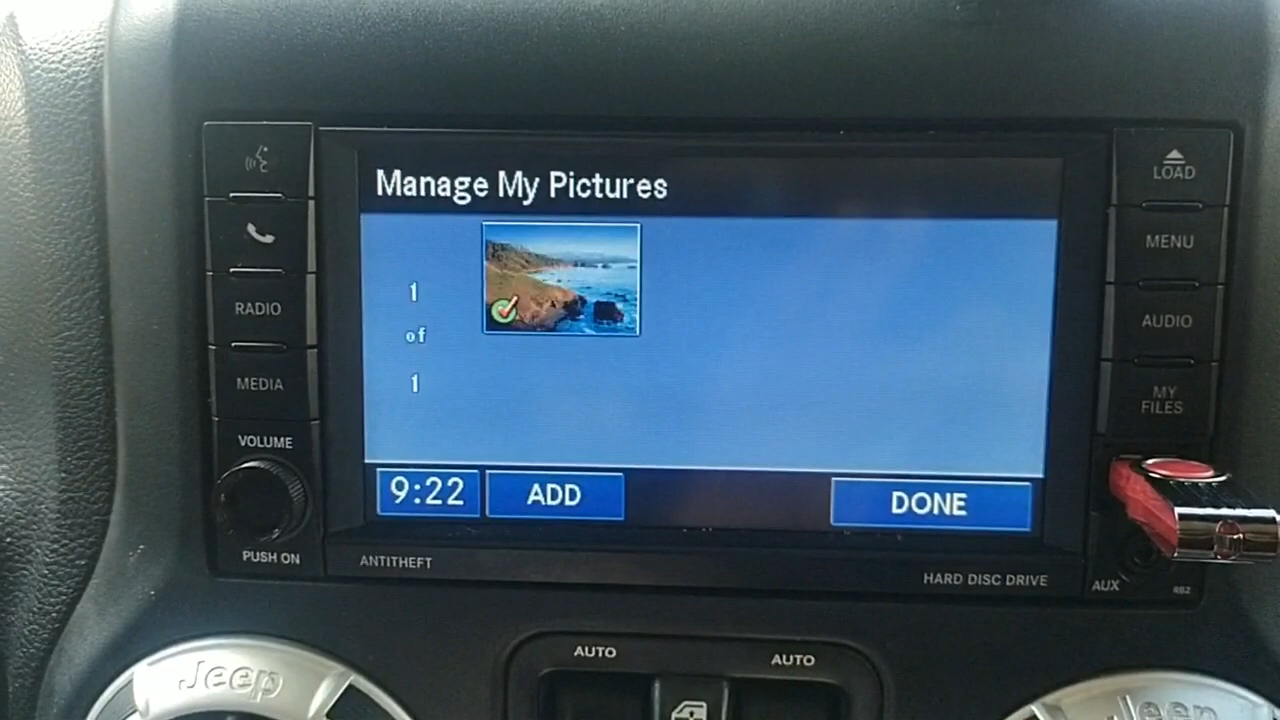 Manage My Pictures
1
of
1
9:22
ADD
DONE
RADIO
MEDIA
VOLUME
PUSH ON
LOAD
MENU
AUDIO
MY
FILES
ANTITHEFT
HARD DISC DRIVE
AUX
RBZ
AUTO
AUTO
Jeep
Jeep